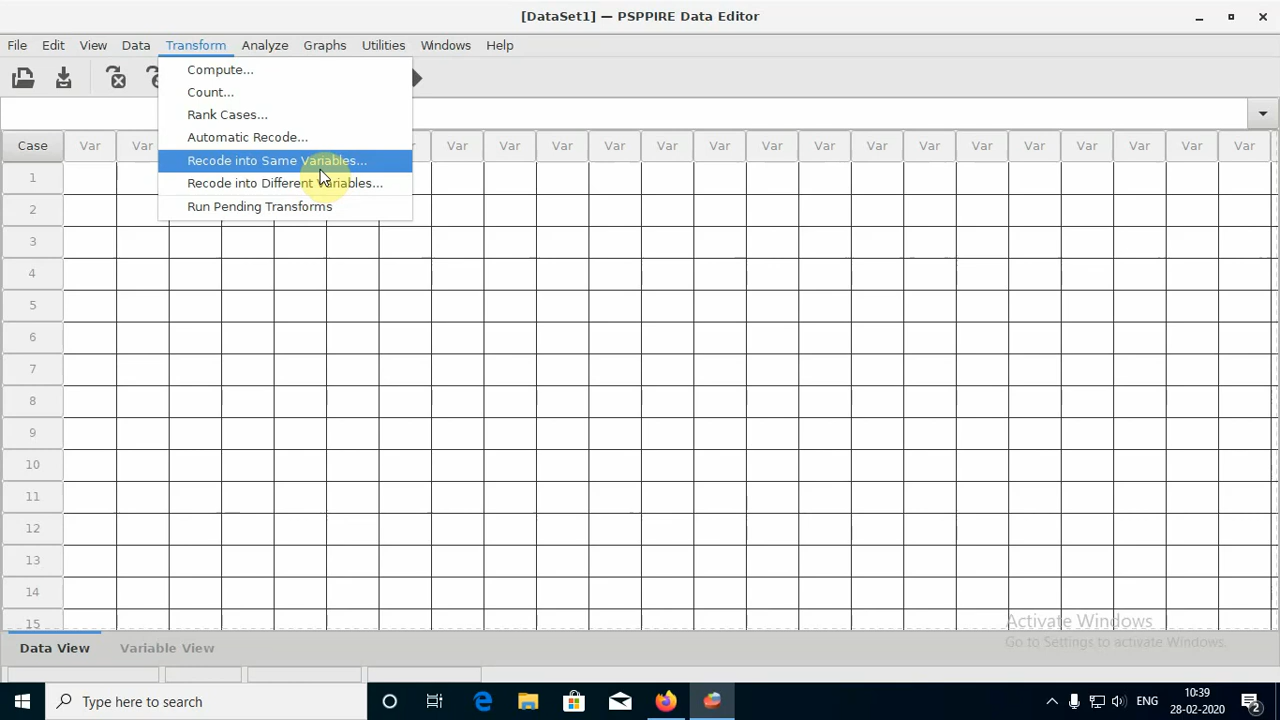 [DataSet1] — PSPPIRE Data Editor
File Edit View Data Transform Analyze Graphs Utilities Windows Help
Compute...
Count...
Rank Cases...
Automatic Recode...
Recode into Same Variables...
Recode into Different Variables...
Run Pending Transforms
Case Var Var Var Var Var Var Var Var Var Var Var Var Var Var Var Var Var Var
1
2
3
4
5
6
7
8
9
10
11
12
13
14
15
Activate Windows
Go to Settings to activate Windows.
Data View Variable View
Type here to search
ENG
10:39
28-02-2020
2